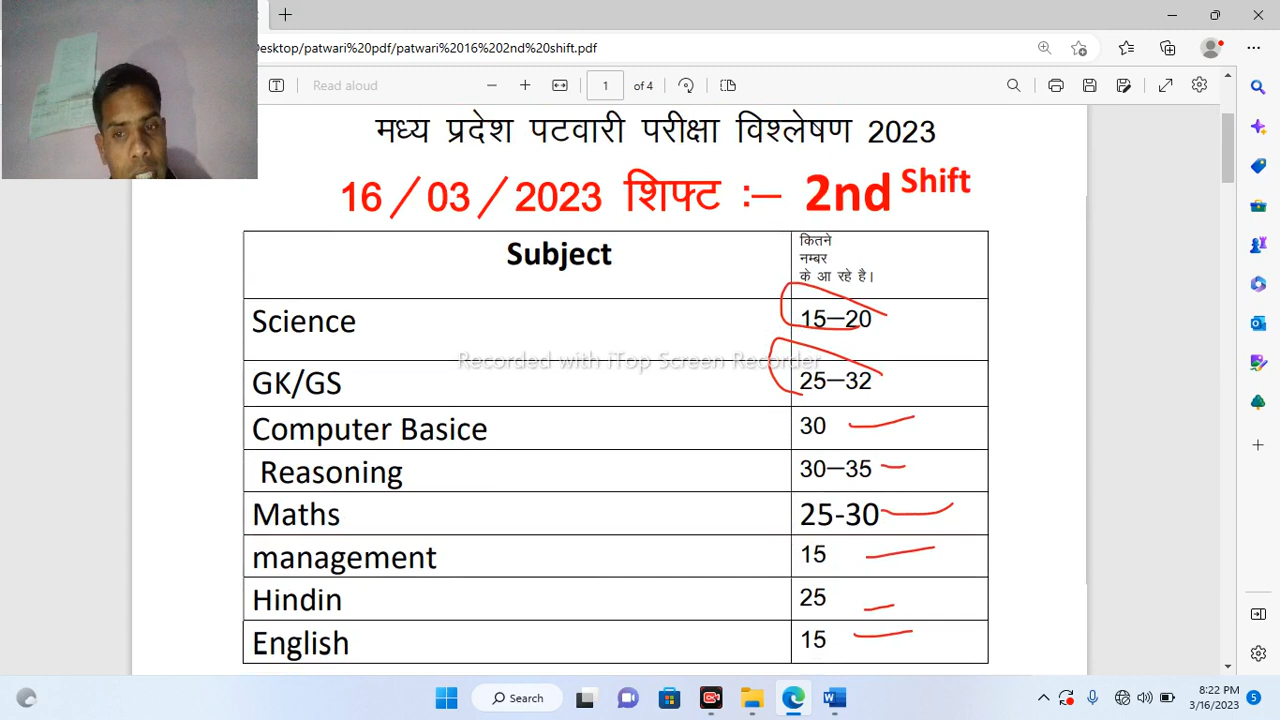 Desktop/patwari%20pdf/patwari%2016%202nd%20shift.pdf
Read aloud
1
of 4
मध्य प्रदेश पटवारी परीक्षा विश्लेषण 2023
16/03/2023 शिफ्ट :– 2nd Shift
Subject
कितने
नम्बर
के आ रहे है।
Science 15–20
Recorded with iTop Screen Recorder
GK/GS 25–32
Computer Basice 30
Reasoning 30–35
Maths 25-30
management 15
Hindin 25
English 15
Search
8:22 PM
3/16/2023
5